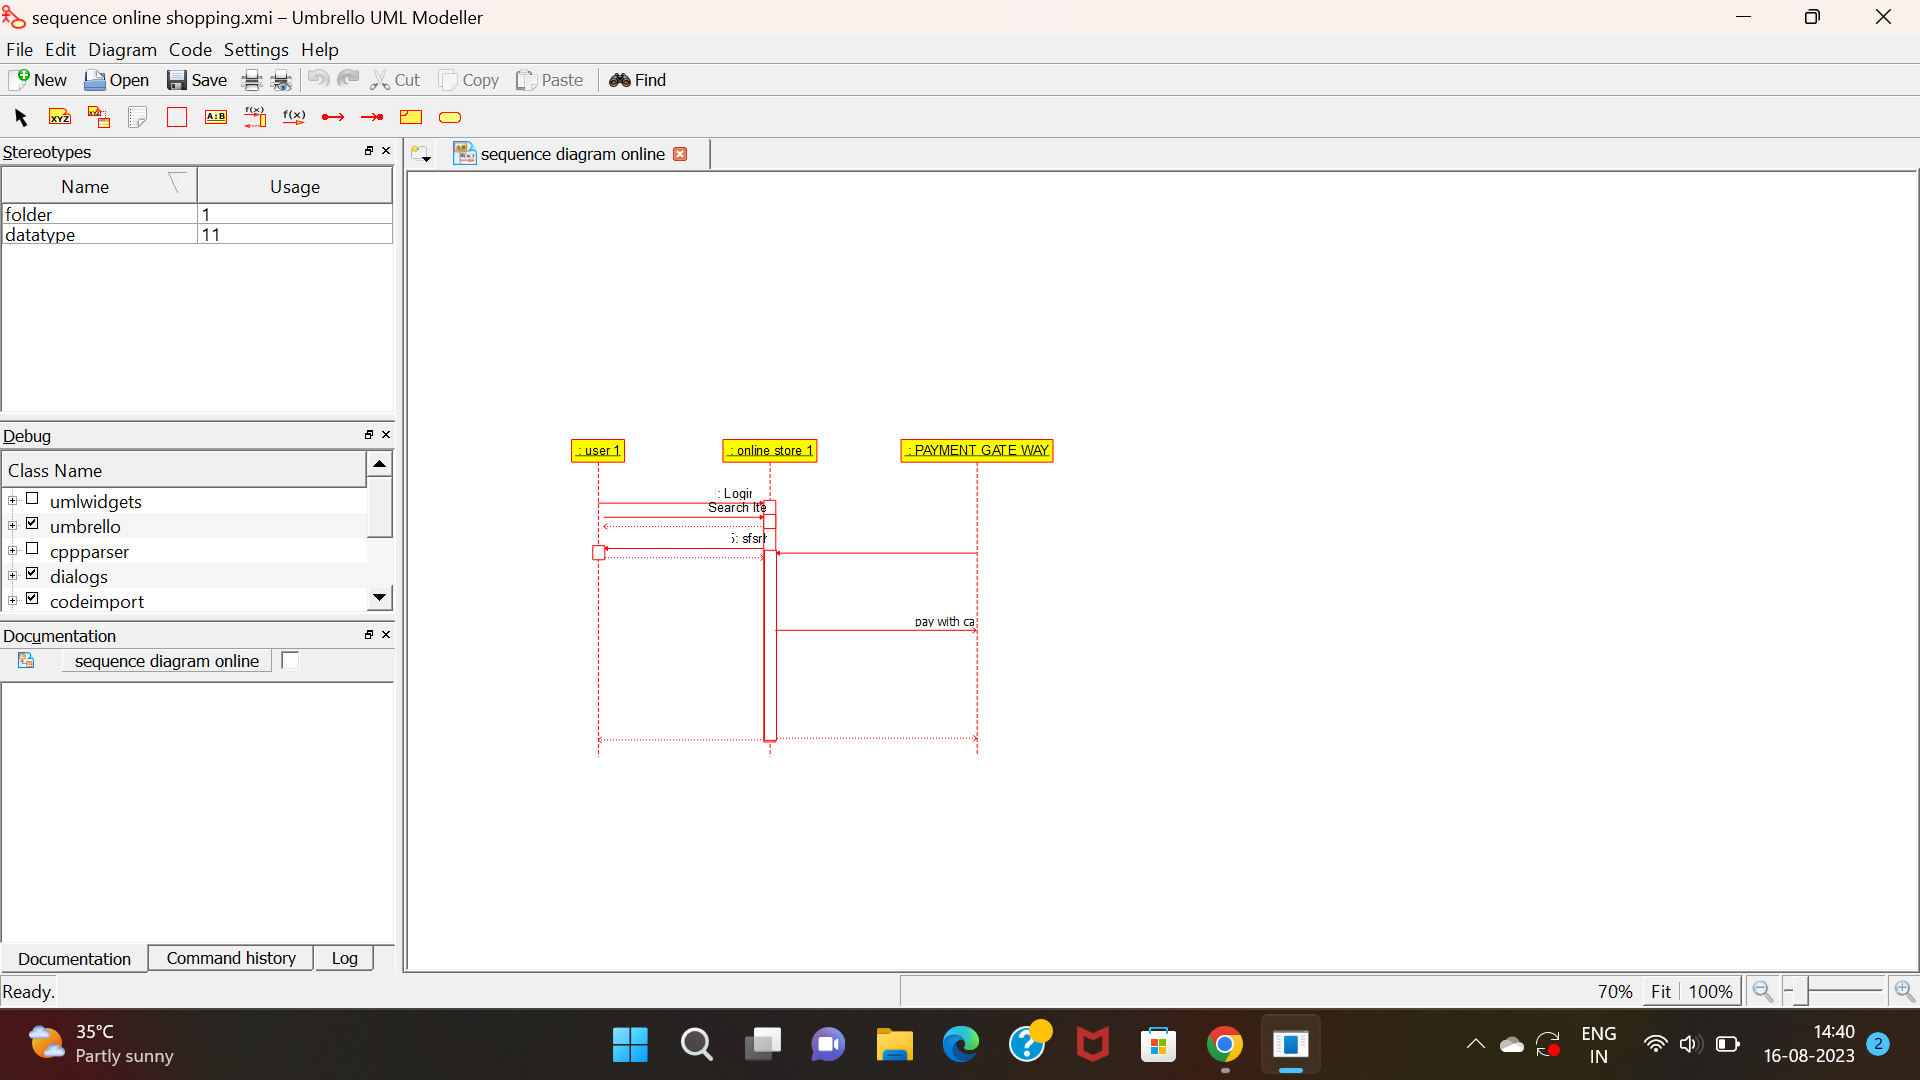 sequence online shopping.xmi – Umbrello UML Modeller
File Edit Diagram Code Settings Help
New Open Save Cut Copy Paste Find
XYZ XYZ A:B f(x) f(x)
Stereotypes
Name Usage
folder 1
datatype 11
Debug
Class Name
umlwidgets
umbrello
cppparser
dialogs
codeimport
Documentation
sequence diagram online
Documentation Command history Log
sequence diagram online
: user 1 : online store 1 : PAYMENT GATE WAY
: Login
Search Ite
: sfsr
pay with ca
Ready.
70% Fit 100%
35°C
Partly sunny
ENG
IN
14:40
16-08-2023
2